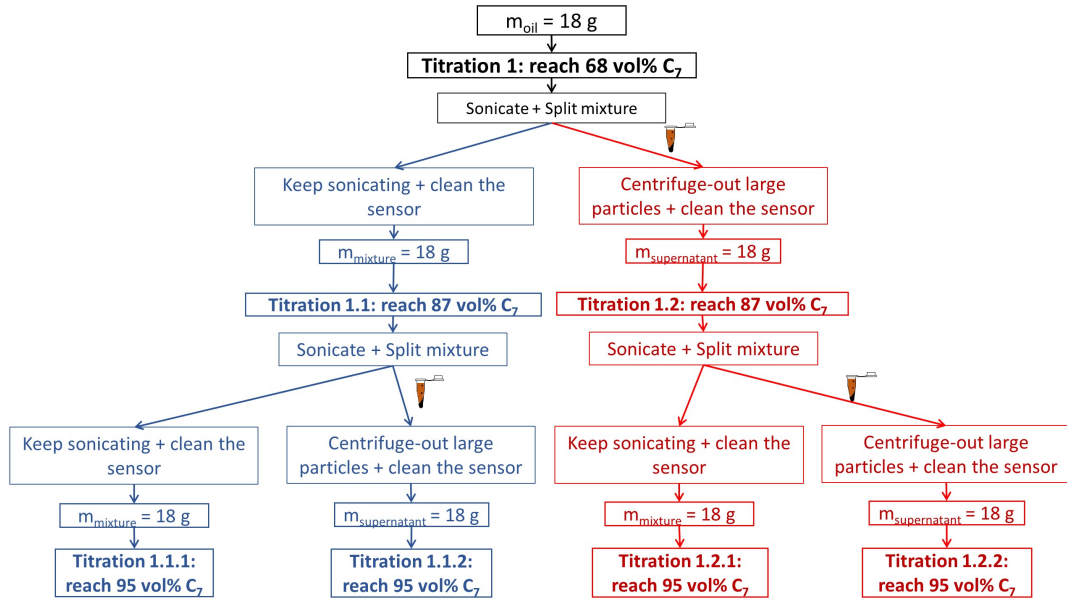 m_oil = 18 g
Titration 1: reach 68 vol% C₇
Sonicate + Split mixture
Keep sonicating + clean the
sensor
Centrifuge-out large
particles + clean the sensor
m_mixture = 18 g
m_supernatant = 18 g
Titration 1.1: reach 87 vol% C₇
Titration 1.2: reach 87 vol% C₇
Sonicate + Split mixture
Sonicate + Split mixture
Keep sonicating + clean the
sensor
Centrifuge-out large
particles + clean the sensor
Keep sonicating + clean the
sensor
Centrifuge-out large
particles + clean the sensor
m_mixture = 18 g
m_supernatant = 18 g
m_mixture = 18 g
m_supernatant = 18 g
Titration 1.1.1:
reach 95 vol% C₇
Titration 1.1.2:
reach 95 vol% C₇
Titration 1.2.1:
reach 95 vol% C₇
Titration 1.2.2:
reach 95 vol% C₇